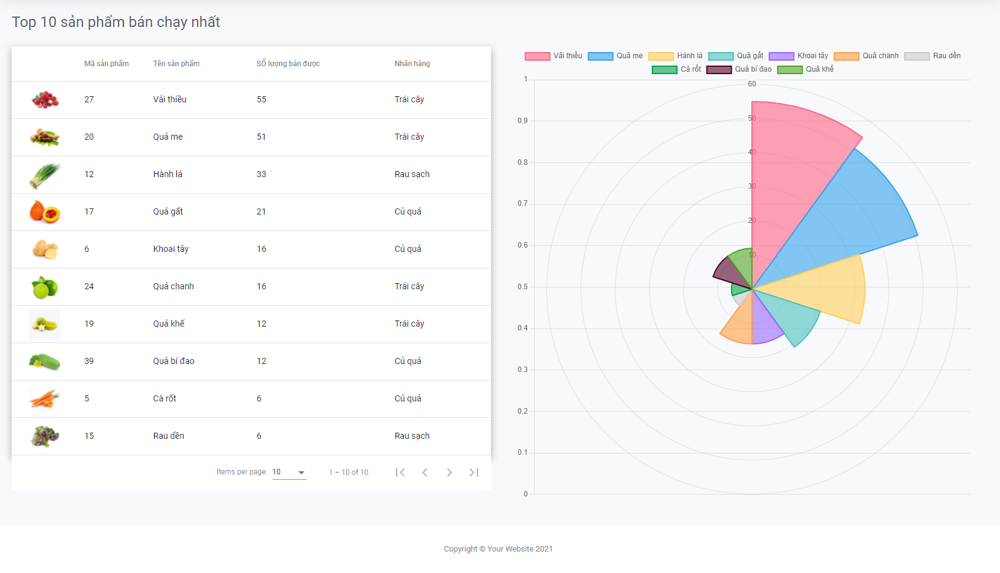 Top 10 sản phẩm bán chạy nhất
Mã sản phẩm Tên sản phẩm SỐ lượng bán được Nhãn hàng
27 Vải thiều 55 Trái cây
20 Quả me 51 Trái cây
12 Hành lá 33 Rau sạch
17 Quả gất 21 Củ quả
6 Khoai tây 16 Củ quả
24 Quả chanh 16 Trái cây
19 Quả khế 12 Trái cây
39 Quả bí đao 12 Củ quả
5 Cà rốt 6 Củ quả
15 Rau dền 6 Rau sạch
Items per page: 10 1 – 10 of 10
Vải thiều Quả me Hành lá Quả gất Khoai tây Quả chanh Rau dền
Cà rốt Quả bí đao Quả khế
1
0.9
0.8
0.7
0.6
0.5
0.4
0.3
0.2
0.1
0
60
50
40
30
20
10
Copyright © Your Website 2021